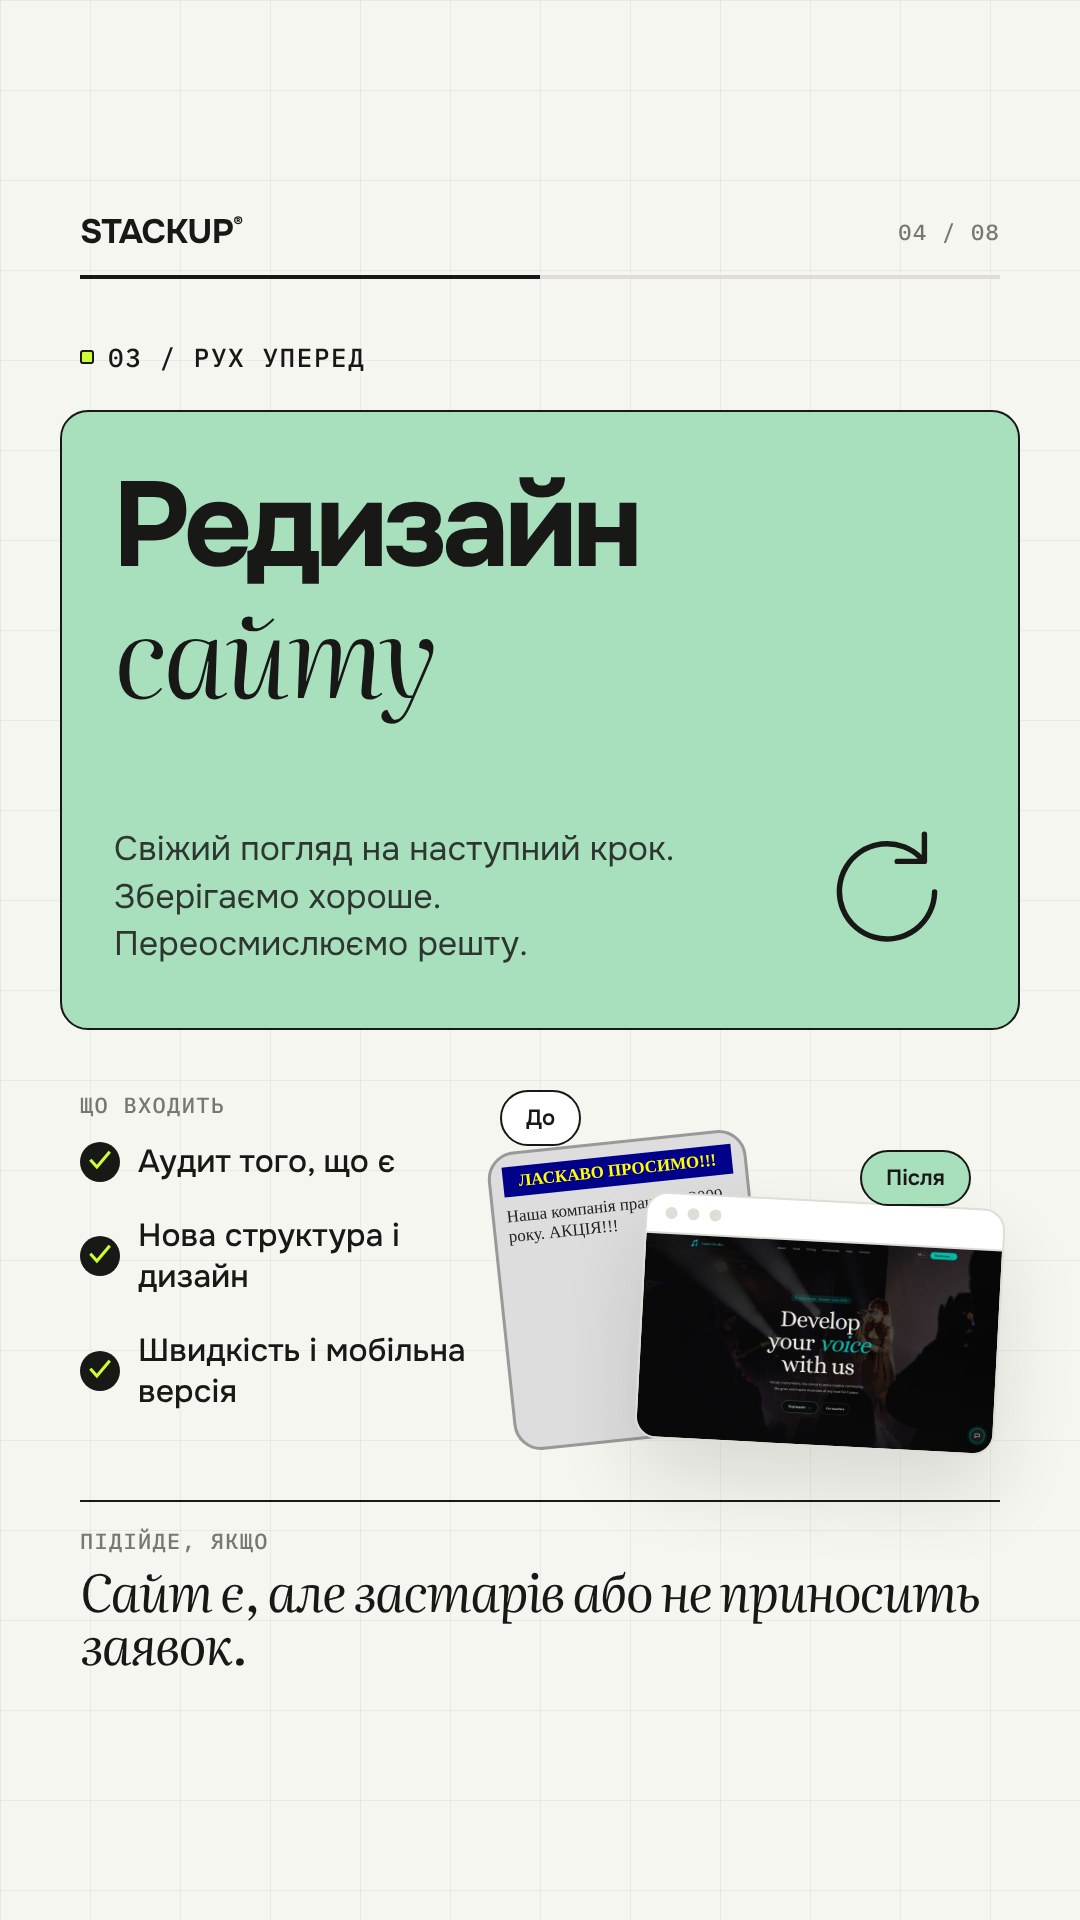 STACKUP®
04 / 08
03 / РУХ УПЕРЕД
Редизайн
сайту
Свіжий погляд на наступний крок.
Зберігаємо хороше.
Переосмислюємо решту.
ЩО ВХОДИТЬ
Аудит того, що є
Нова структура і
дизайн
Швидкість і мобільна
версія
До
ЛАСКАВО ПРОСИМО!!!
Наша компанія
року. АКЦІЯ!!!
Після
Develop
your voice
with us
ПІДІЙДЕ, ЯКЩО
Сайт є, але застарів або не приносить
заявок.